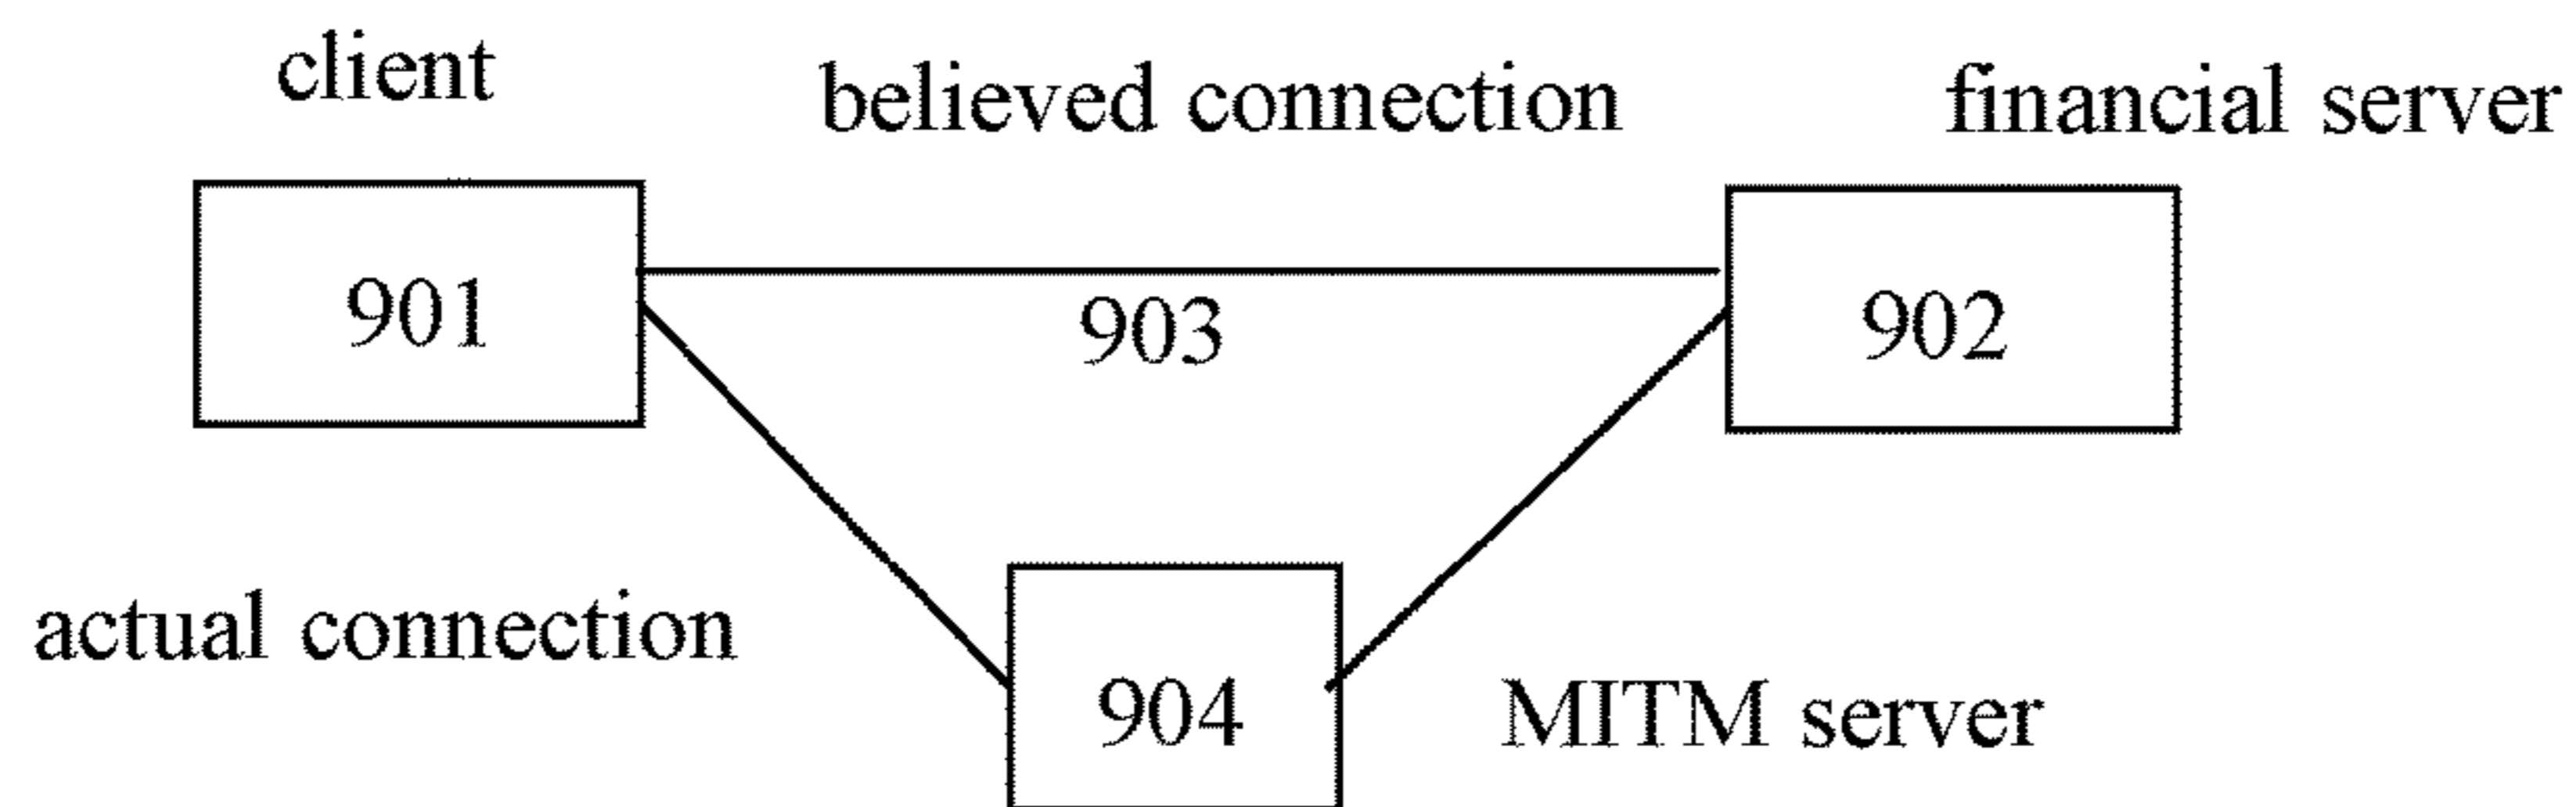 client
believed connection
financial server
901
903
902
actual connection
904
MITM server